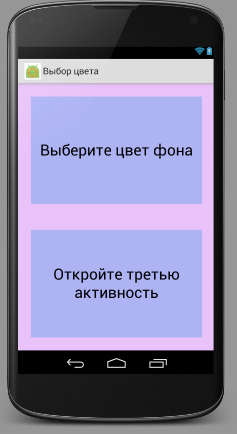 Выбор цвета
Выберите цвет фона
Откройте третью
активность